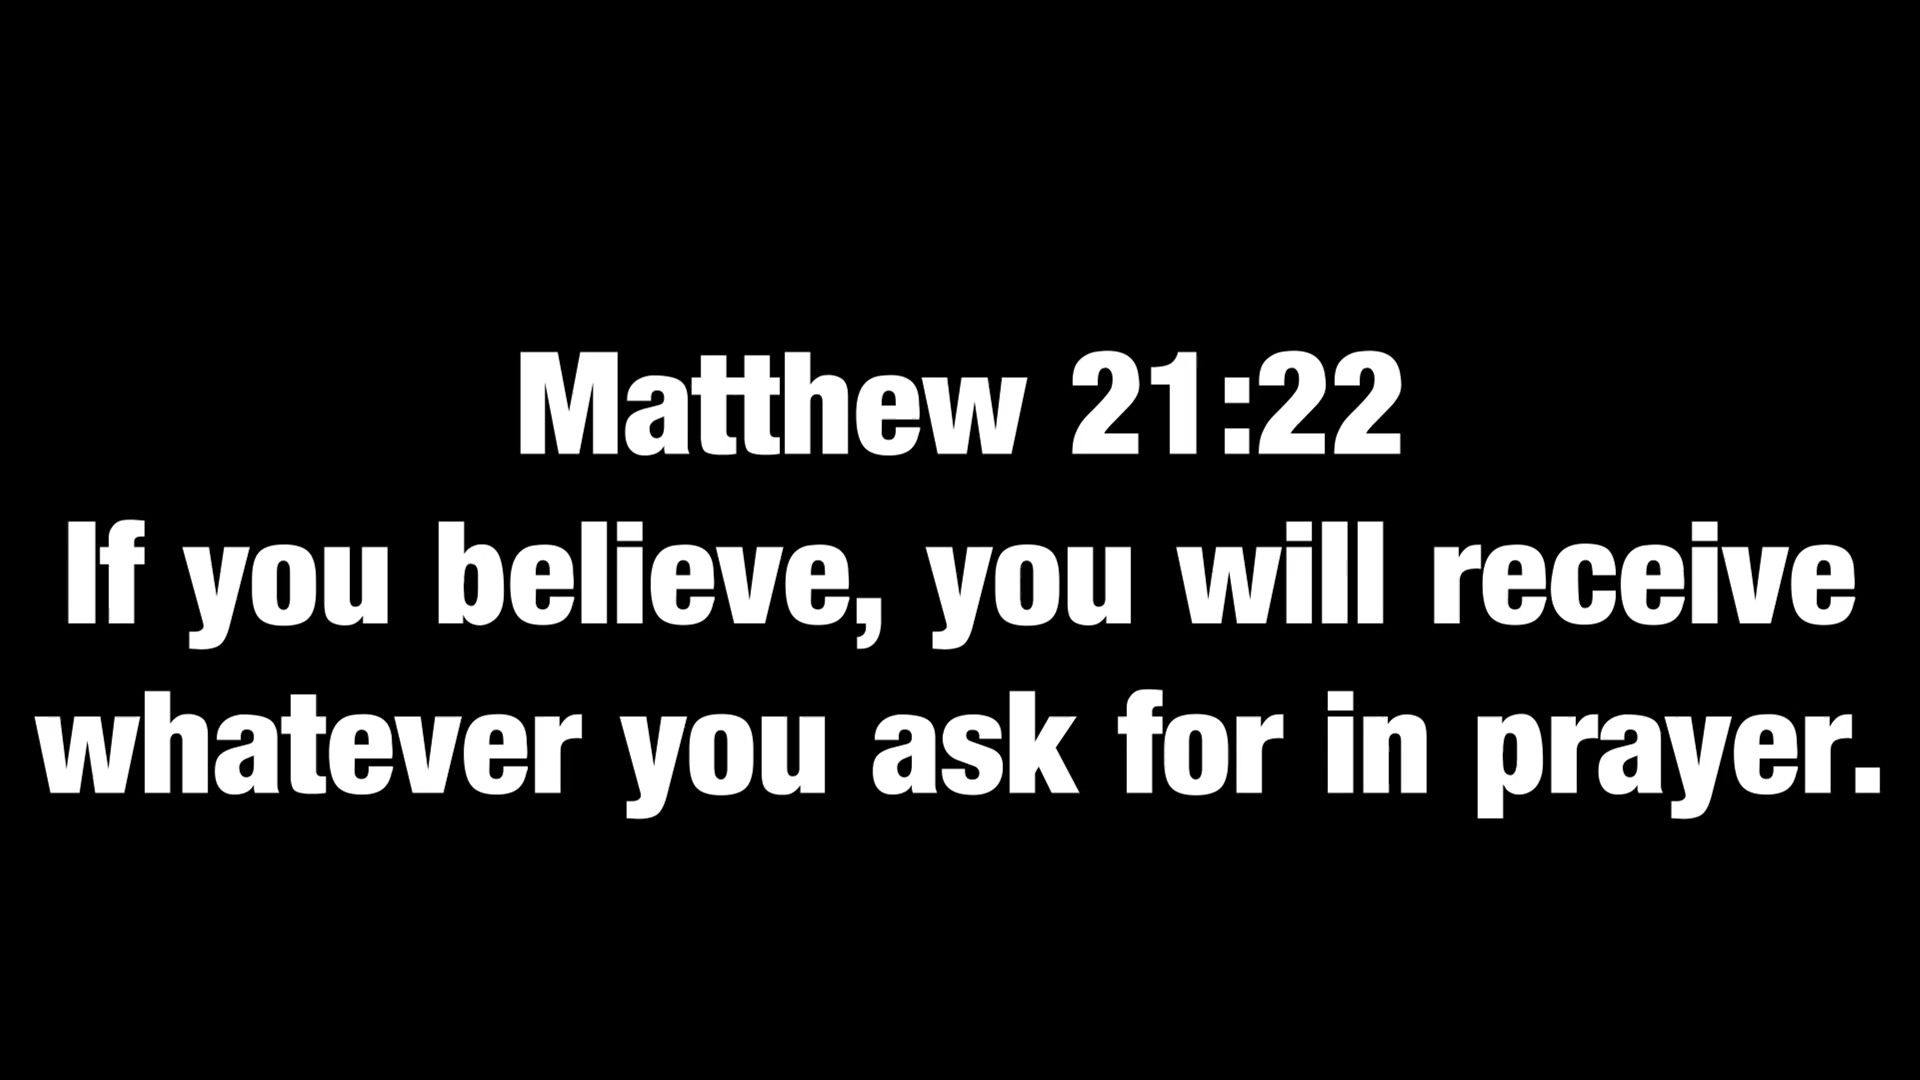 Matthew 21:22
If you believe, you will receive
whatever you ask for in prayer.